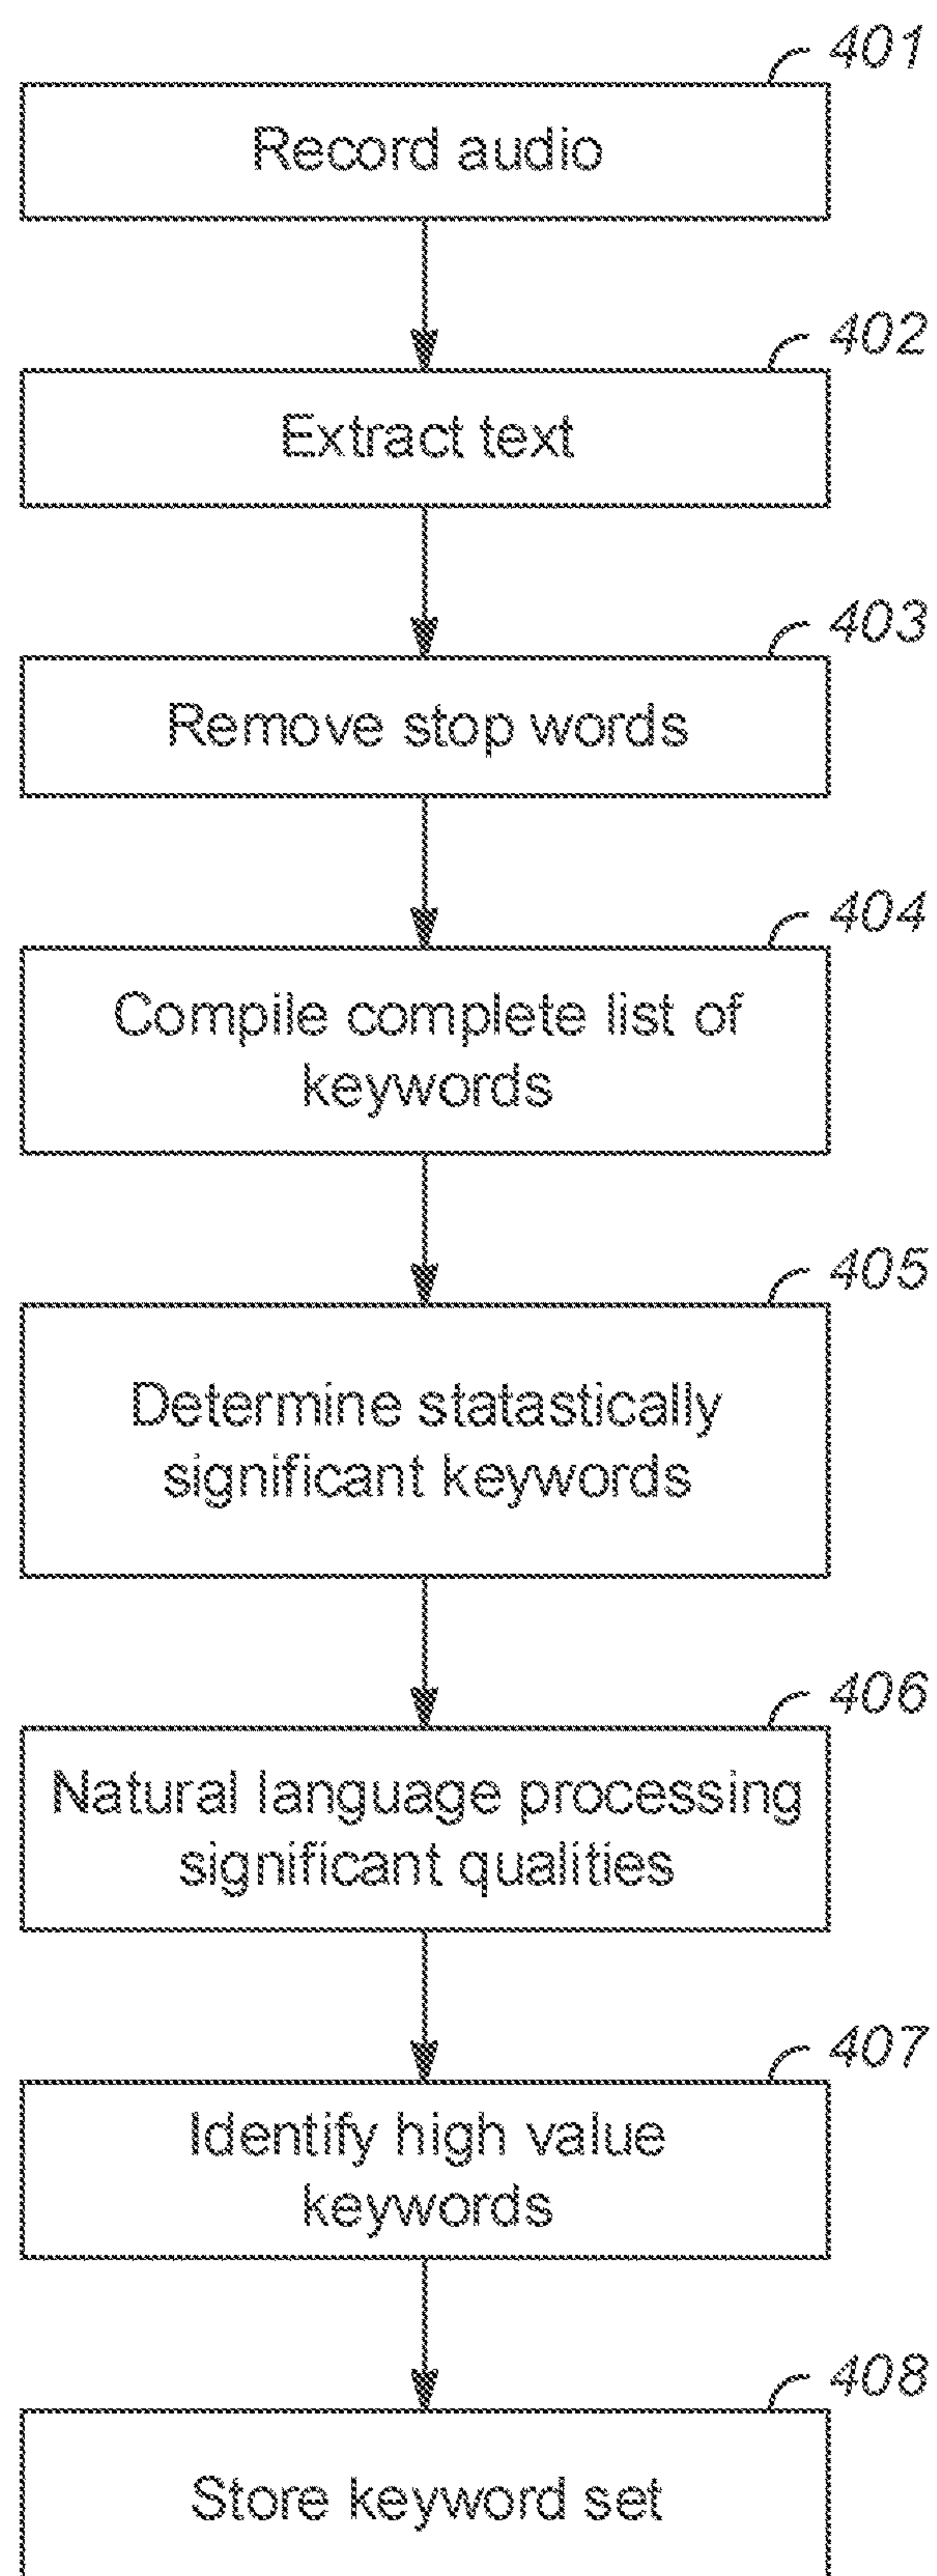 401
Record audio
402
Extract text
403
Remove stop words
404
Compile complete list of
keywords
405
Determine statastically
significant keywords
406
Natural language processing
significant qualities
407
Identify high value
keywords
408
Store keyword set